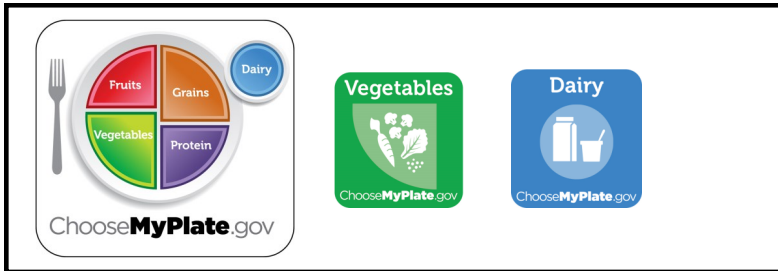 Dairy
Fruits
Grains
Vegetables
Protein
ChooseMyPlate.gov
Vegetables
ChooseMyPlate.gov
Dairy
ChooseMyPlate.gov